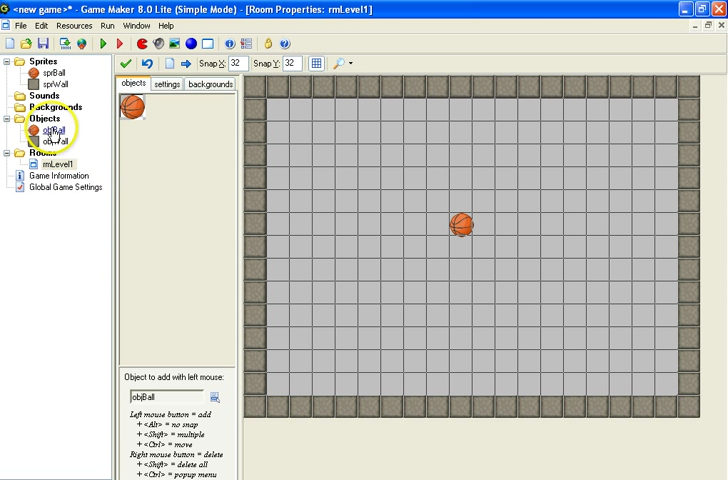 <new game>* - Game Maker 8.0 Lite (Simple Mode) - [Room Properties: rmLevel1]
File Edit Resources Run Window Help
Snap X: 32 Snap Y: 32
Sprites
sprBall
sprWall
Sounds
Backgrounds
Objects
objBall
objWall
Rooms
rmLevel1
Game Information
Global Game Settings
objects settings backgrounds
Object to add with left mouse:
objBall
Left mouse button = add
+ <Alt> = no snap
+ <Shift> = multiple
+ <Ctrl> = move
Right mouse button = delete
+ <Shift> = delete all
+ <Ctrl> = popup menu